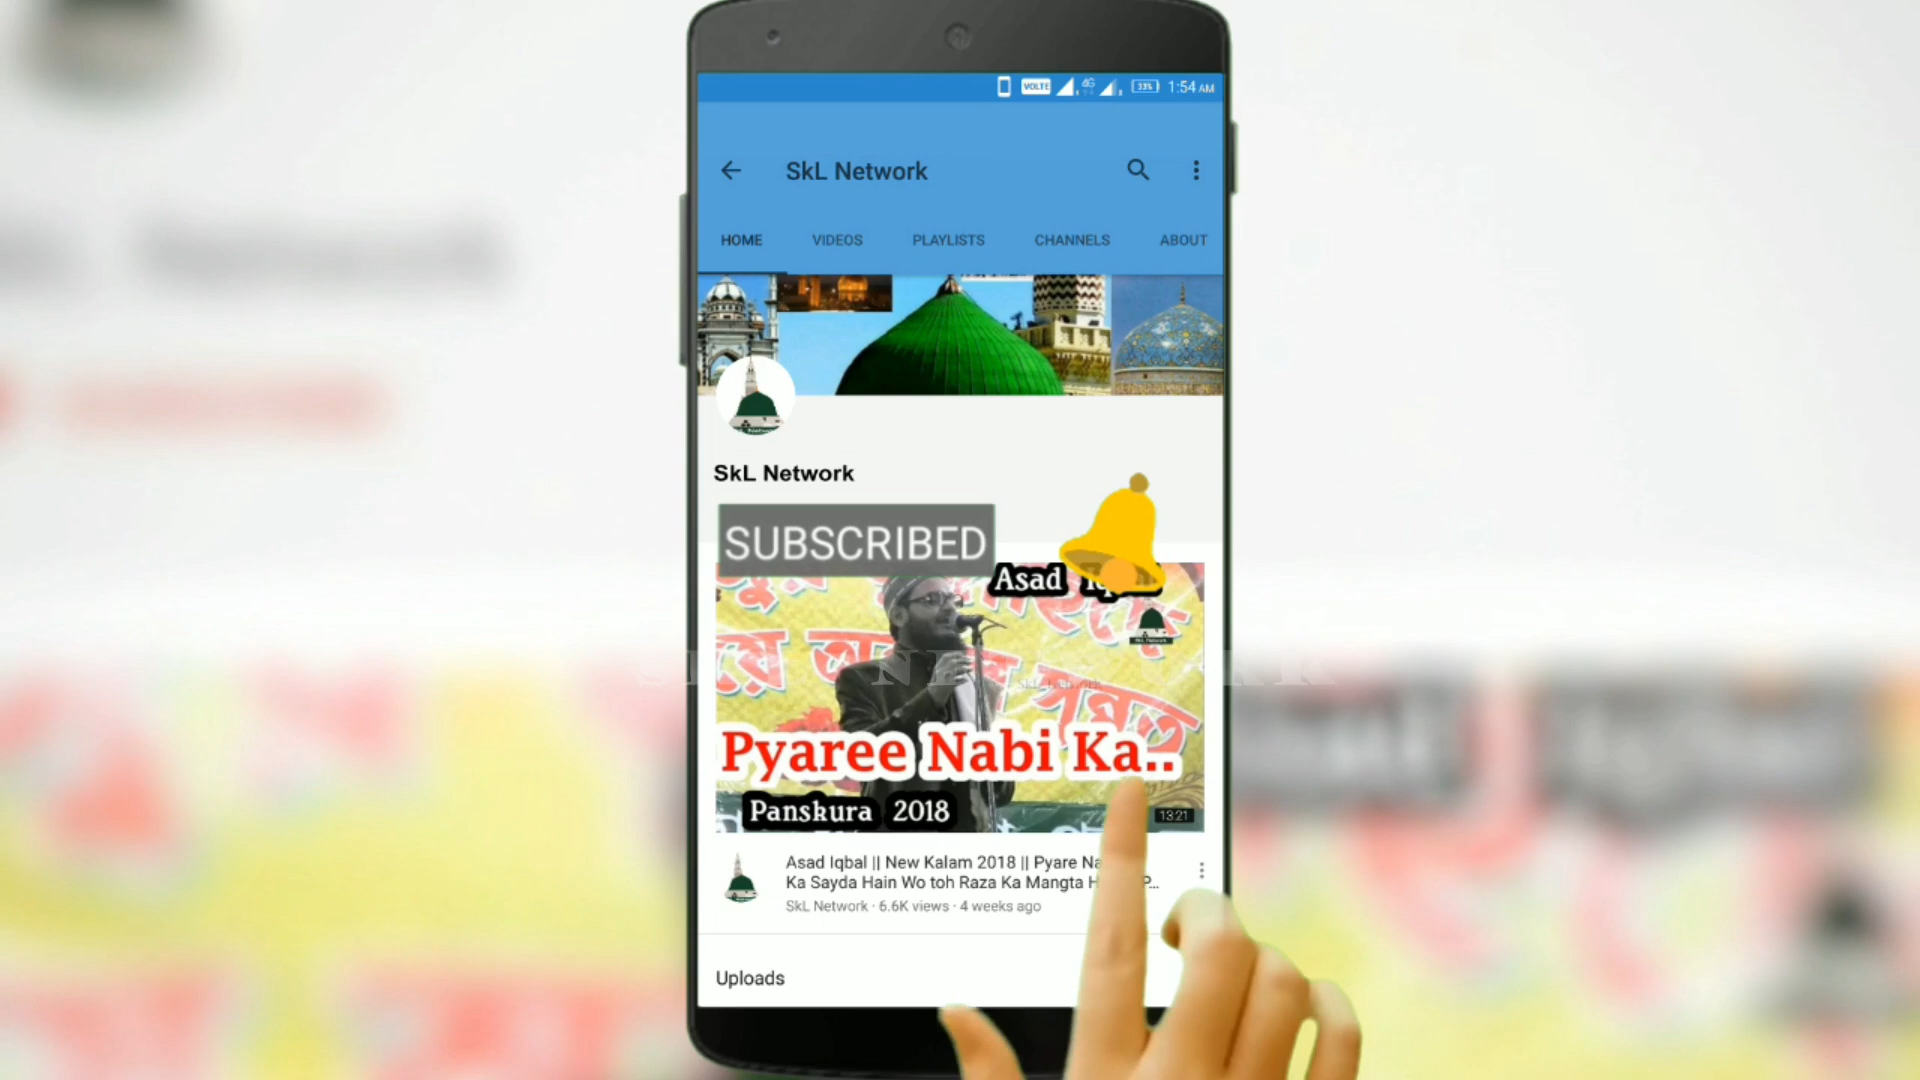 VOLTE 4G 33% 1:54 AM
SkL Network
HOME VIDEOS PLAYLISTS CHANNELS ABOUT
SkL Network
SUBSCRIBED
Asad
SkL Network
Pyaree Nabi Ka..
Panskura 2018
13:21
Asad Iqbal || New Kalam 2018 || Pyare Na
Ka Sayda Hain Wo toh Raza Ka Mangta H P...
SkL Network · 6.6K views · 4 weeks ago
Uploads